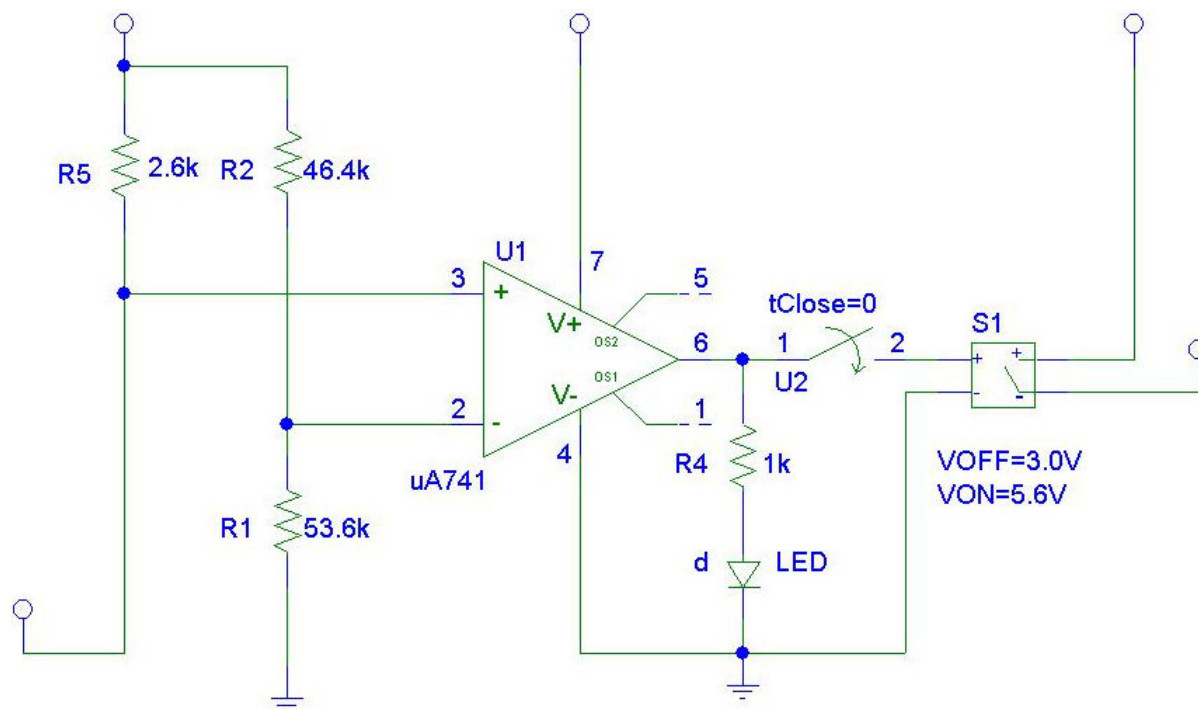 R5
2.6k
R2
46.4k
U1
7
3
+
V+
OS2
5
tClose=0
S1
6
1
2
U2
+
+
-
-
2
-
V-
OS1
1
4
uA741
R4
1k
VOFF=3.0V
VON=5.6V
R1
53.6k
d
LED